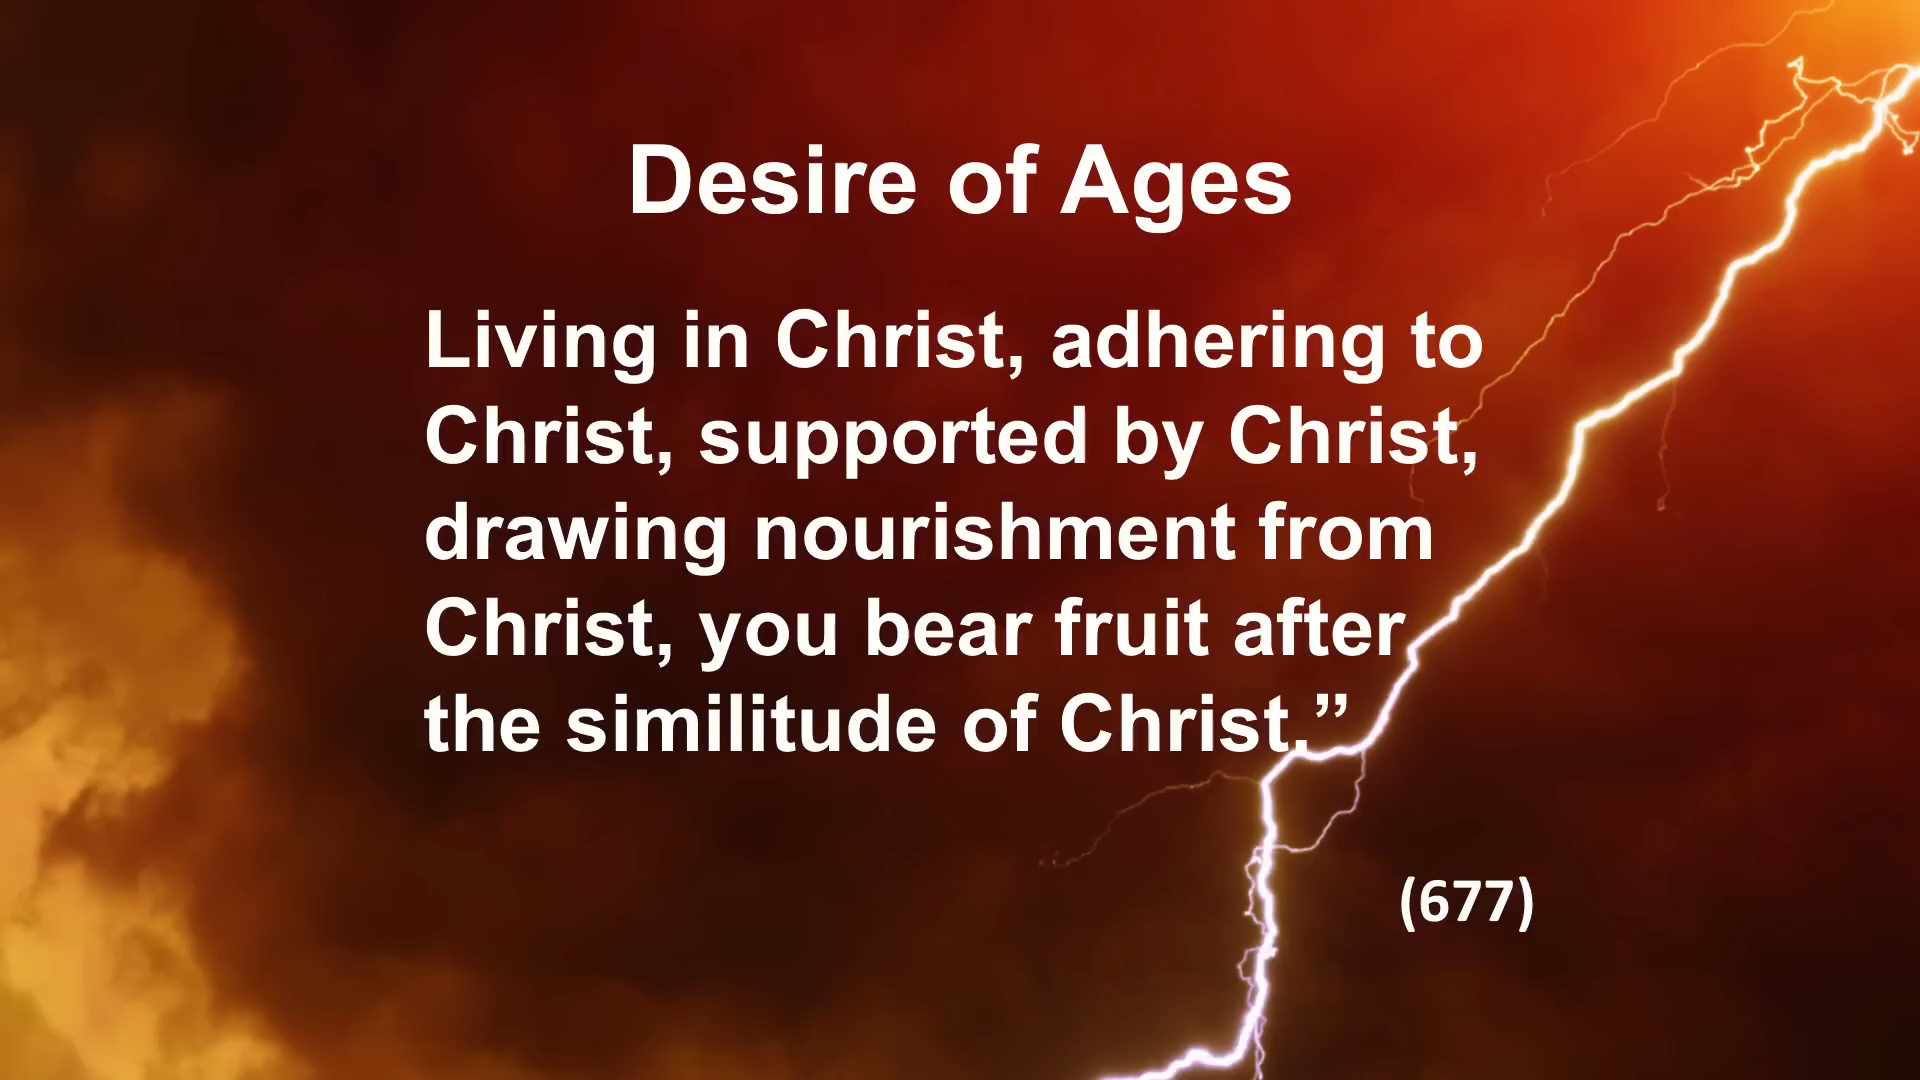 Desire of Ages
Living in Christ, adhering to
Christ, supported by Christ,
drawing nourishment from
Christ, you bear fruit after
the similitude of Christ.”
(677)